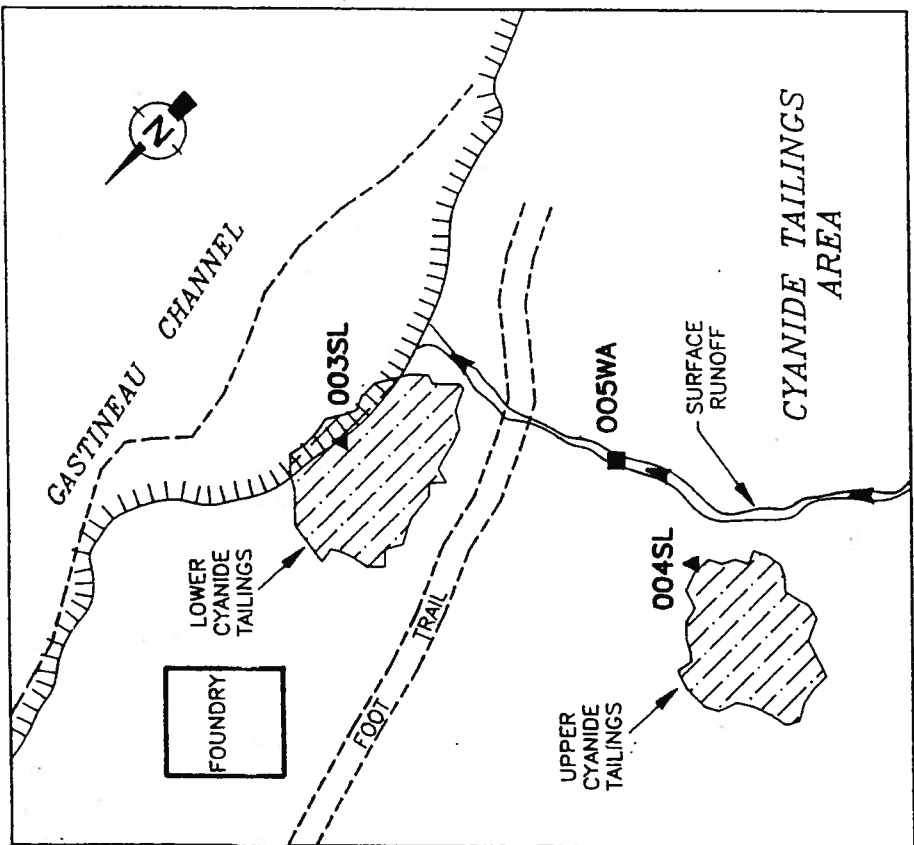 N
GASTINEAU CHANNEL
003SL
LOWER
CYANIDE
TAILINGS
FOUNDRY
FOOT TRAIL
005WA
SURFACE
RUNOFF
004SL
UPPER
CYANIDE
TAILINGS
CYANIDE TAILINGS
AREA